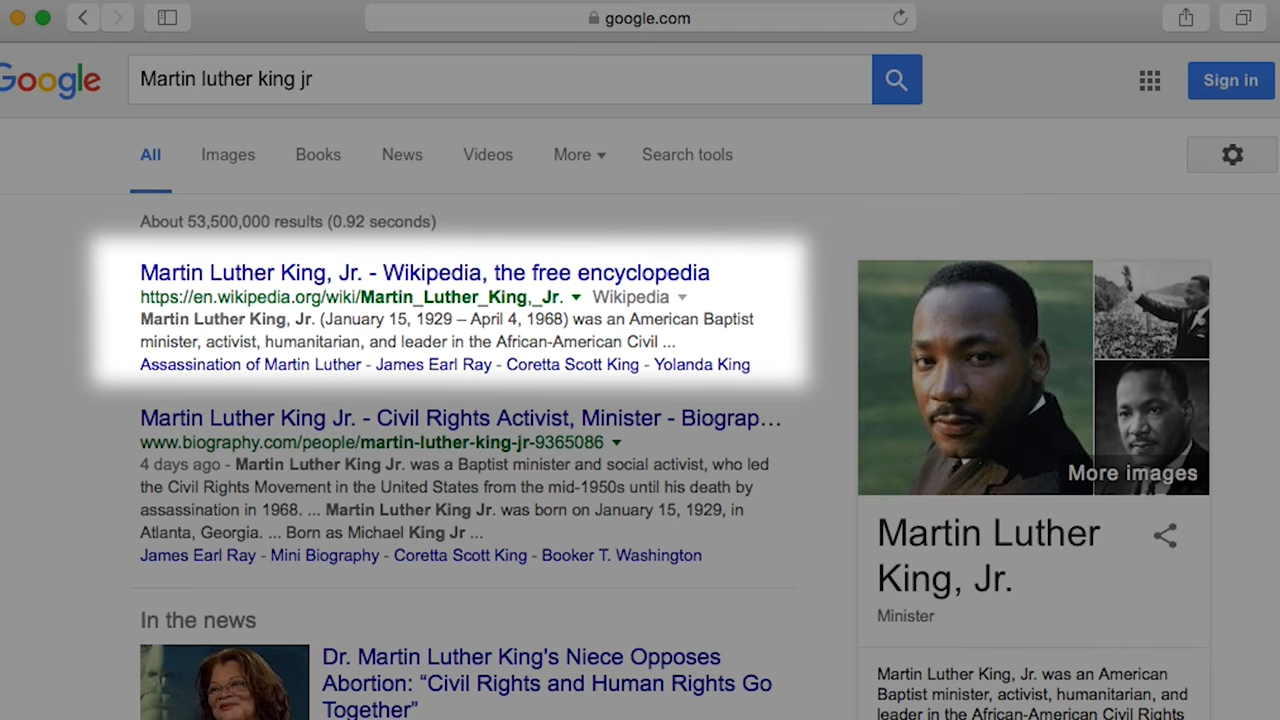 google.com
Google
Martin luther king jr
Sign in
All Images Books News Videos More Search tools
About 53,500,000 results (0.92 seconds)
Martin Luther King, Jr. - Wikipedia, the free encyclopedia
https://en.wikipedia.org/wiki/Martin_Luther_King,_Jr. Wikipedia
Martin Luther King, Jr. (January 15, 1929 – April 4, 1968) was an American Baptist
minister, activist, humanitarian, and leader in the African-American Civil ...
Assassination of Martin Luther - James Earl Ray - Coretta Scott King - Yolanda King
Martin Luther King Jr. - Civil Rights Activist, Minister - Biograp...
www.biography.com/people/martin-luther-king-jr-9365086
4 days ago - Martin Luther King Jr. was a Baptist minister and social activist, who led
the Civil Rights Movement in the United States from the mid-1950s until his death by
assassination in 1968. ... Martin Luther King Jr. was born on January 15, 1929, in
Atlanta, Georgia. ... Born as Michael King Jr ...
James Earl Ray - Mini Biography - Coretta Scott King - Booker T. Washington
In the news
Dr. Martin Luther King's Niece Opposes
Abortion: “Civil Rights and Human Rights Go
Together”
More images
Martin Luther
King, Jr.
Minister
Martin Luther King, Jr. was an American
Baptist minister, activist, humanitarian, and
leader in the African-American Civil Rights